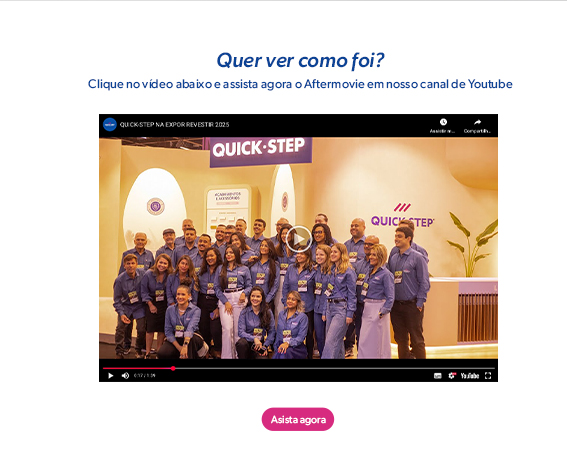 Quer ver como foi?
Clique no vídeo abaixo e assista agora o Aftermovie em nosso canal de Youtube
QUICK-STEP NA EXPOR REVESTIR 2025
Assistir m...
Compartilh...
QUICK·STEP
QUICK·STEP
0:17 / 1:39
YouTube
Asista agora